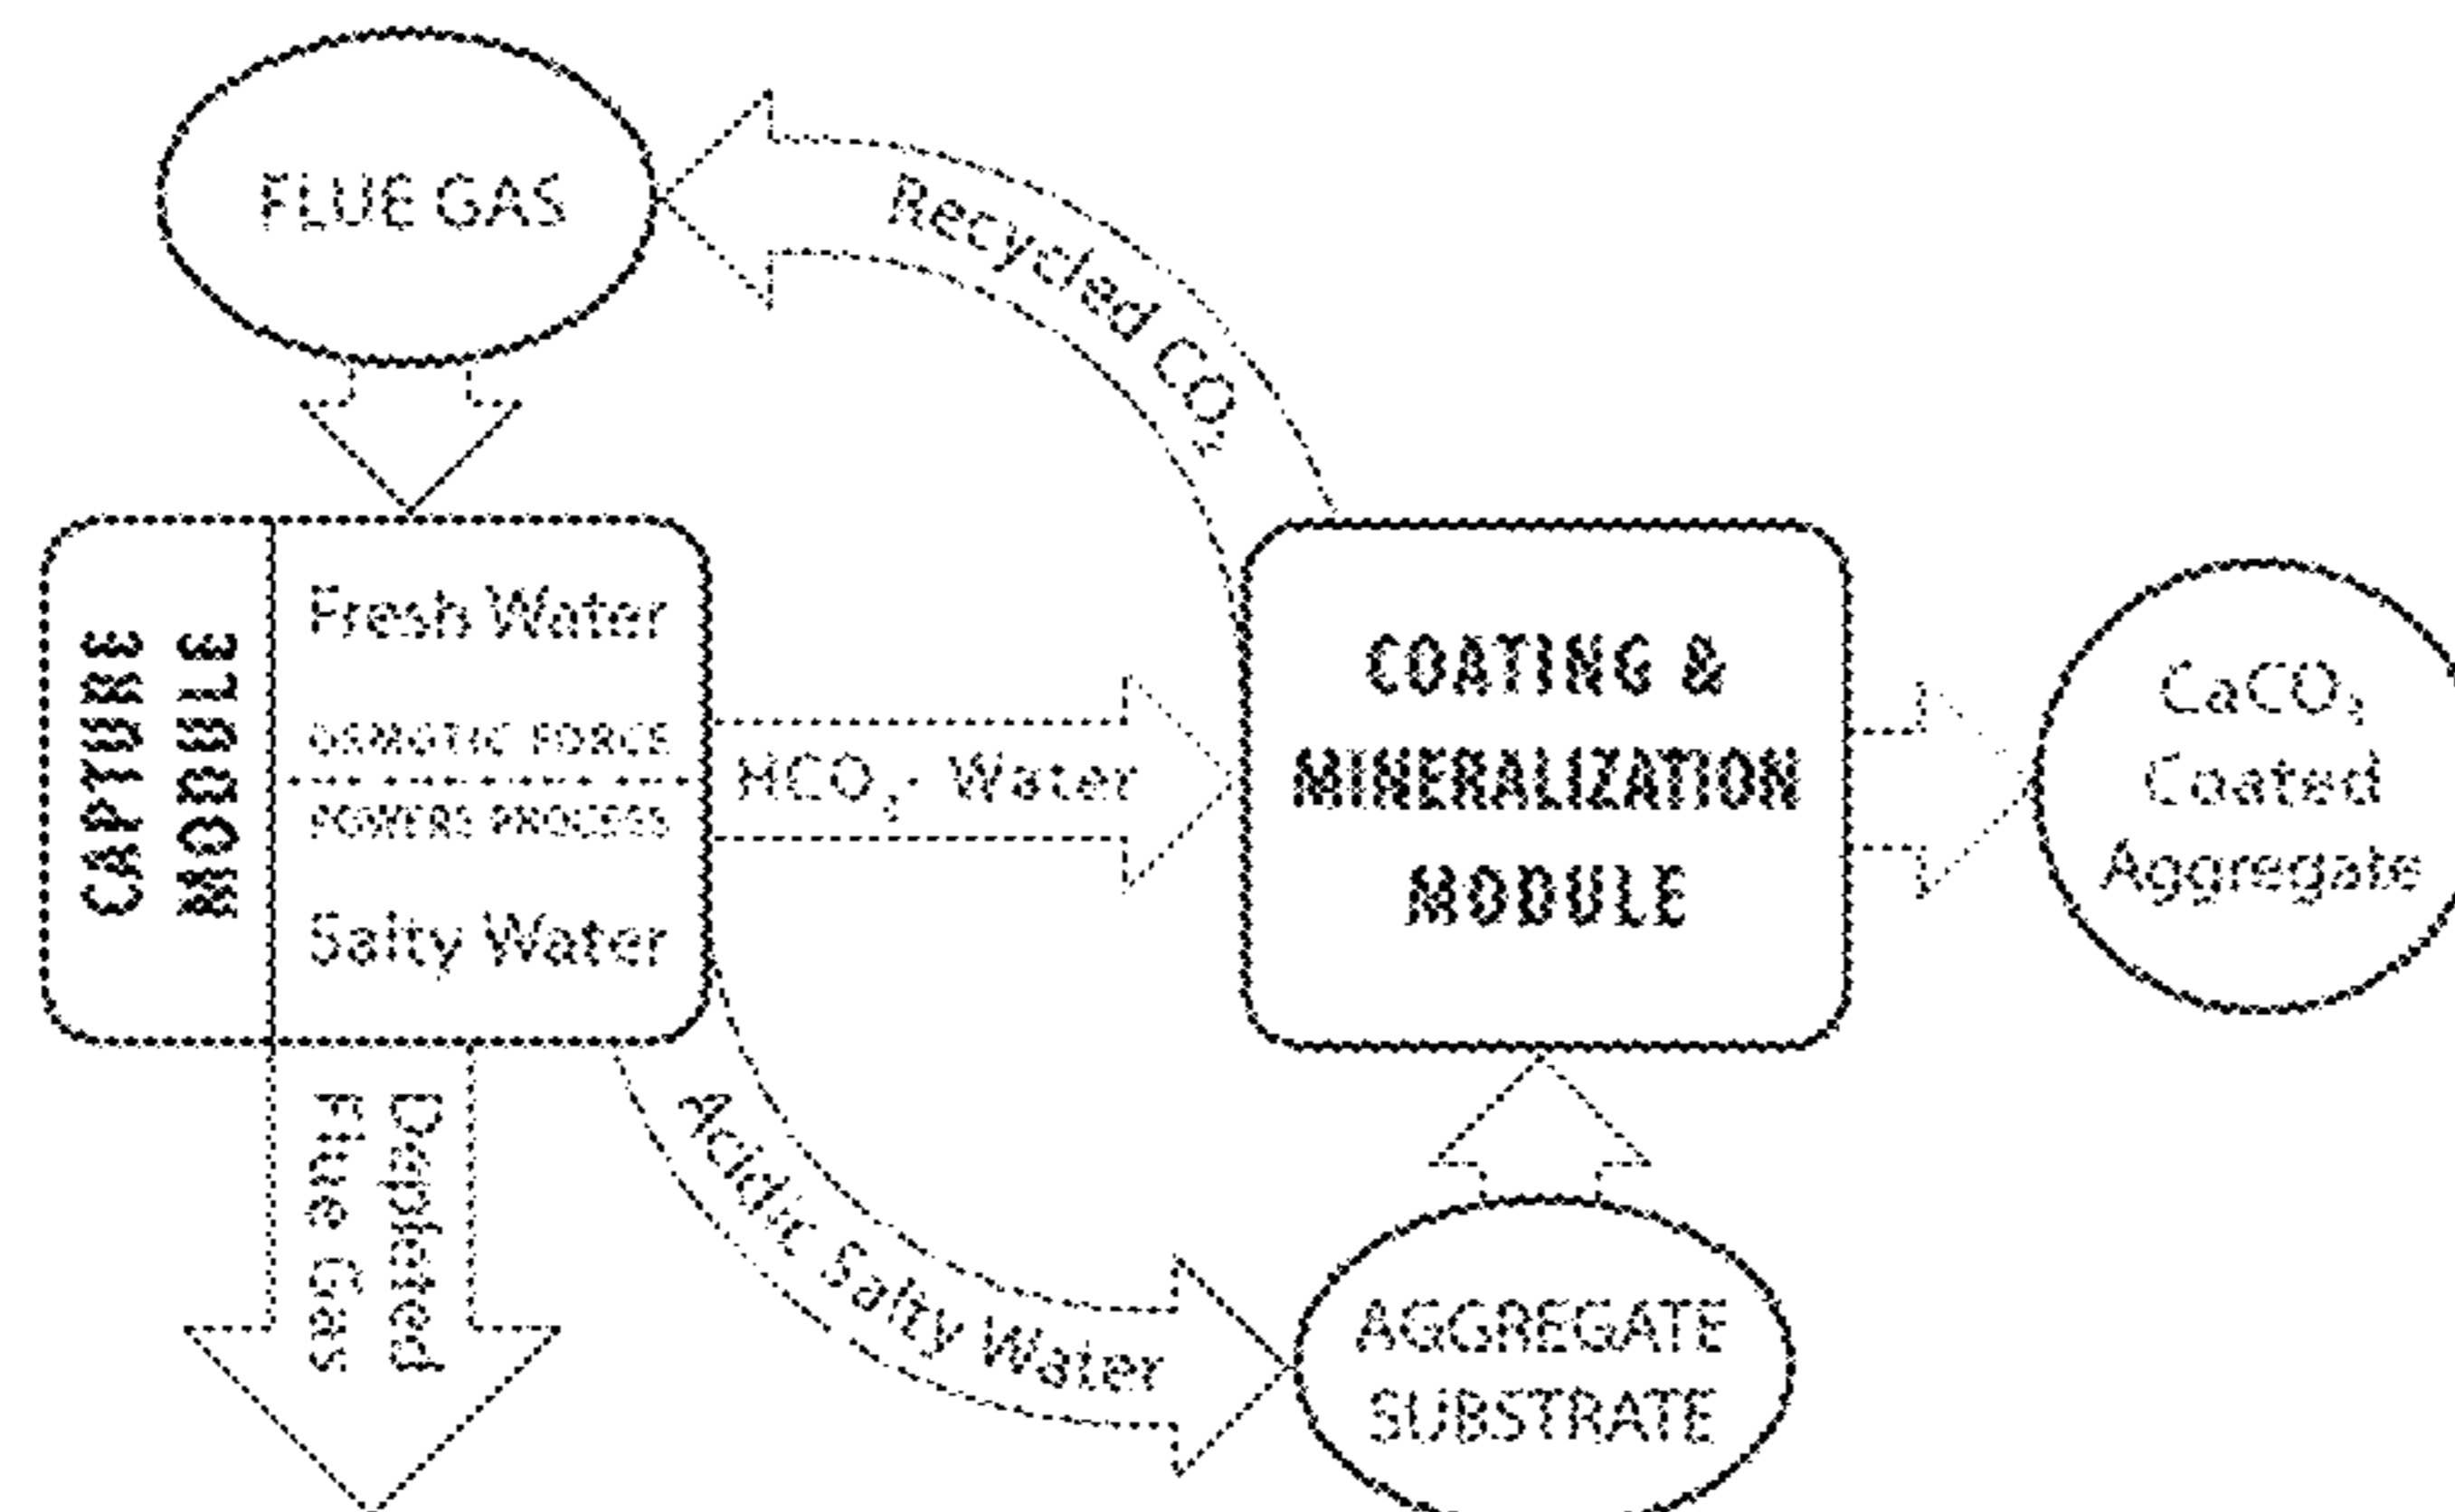 FLUE GAS
Recycled CO₂
CAPTURE
MODULE
Fresh Water
OSMOTIC FORCE
POWERS PROCESS
Salty Water
HCO₃- Water
COATING &
MINERALIZATION
MODULE
CaCO₃
Coated
Aggregate
Depleted
Flue Gas
Acidic Salty Water
AGGREGATE
SUBSTRATE